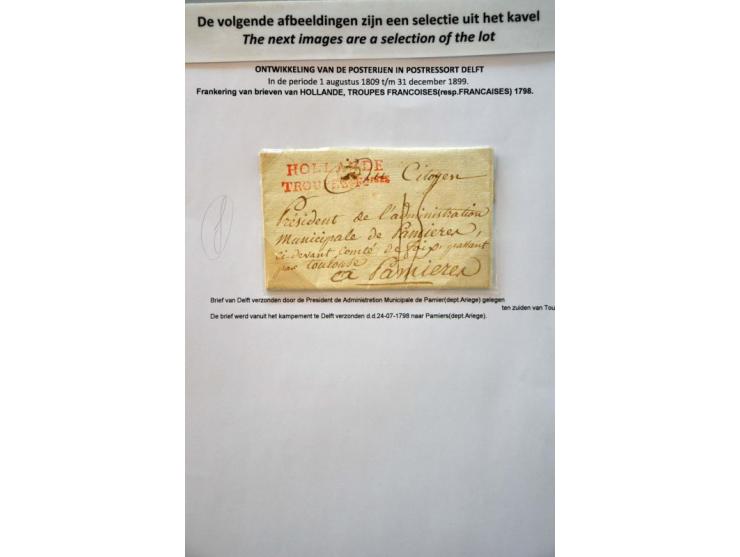 De volgende afbeeldingen zijn een selectie uit het kavel
The next images are a selection of the lot
ONTWIKKELING VAN DE POSTERIJEN IN POSTRESSORT DELFT
In de periode 1 augustus 1809 t/m 31 december 1899.
Frankering van brieven van HOLLANDE, TROUPES FRANCOISES(resp.FRANCAISES) 1798.
HOLLANDE
TROUPES
Au Citoyen
Président de l'administration
Municipale de Pamieres,
ci-devant Comté de foix, passant
par toulouse
a Pamieres
Brief van Delft verzonden door de President de Administretion Municipale de Pamier(dept.Ariege) gelegen
ten zuiden van Tou
De brief werd vanuit het kampement te Delft verzonden d.d.24-07-1798 naar Pamiers(dept.Ariege).